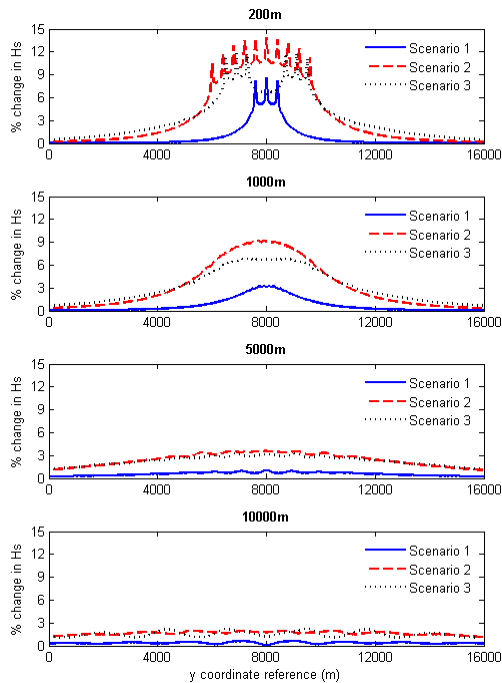 200m
15
12
9
6
3
0
% change in Hs
Scenario 1
Scenario 2
Scenario 3
0 4000 8000 12000 16000
1000m
15
12
9
6
3
0
% change in Hs
Scenario 1
Scenario 2
Scenario 3
0 4000 8000 12000 16000
5000m
15
12
9
6
3
0
% change in Hs
Scenario 1
Scenario 2
Scenario 3
0 4000 8000 12000 16000
10000m
15
12
9
6
3
0
% change in Hs
Scenario 1
Scenario 2
Scenario 3
0 4000 8000 12000 16000
y coordinate reference (m)